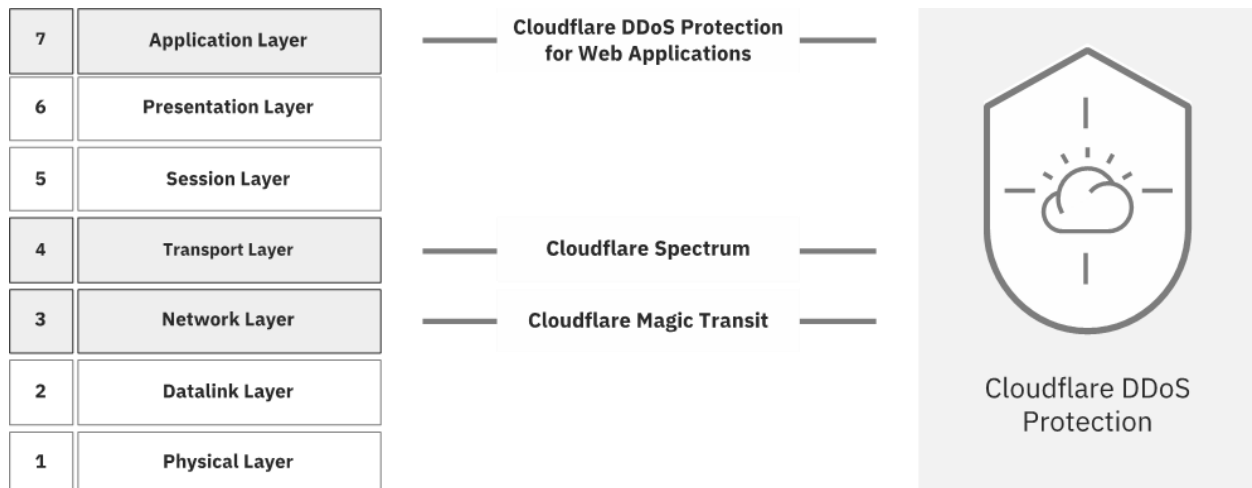 7 Application Layer
Cloudflare DDoS Protection
for Web Applications
6 Presentation Layer
5 Session Layer
4 Transport Layer
Cloudflare Spectrum
3 Network Layer
Cloudflare Magic Transit
2 Datalink Layer
1 Physical Layer
Cloudflare DDoS
Protection